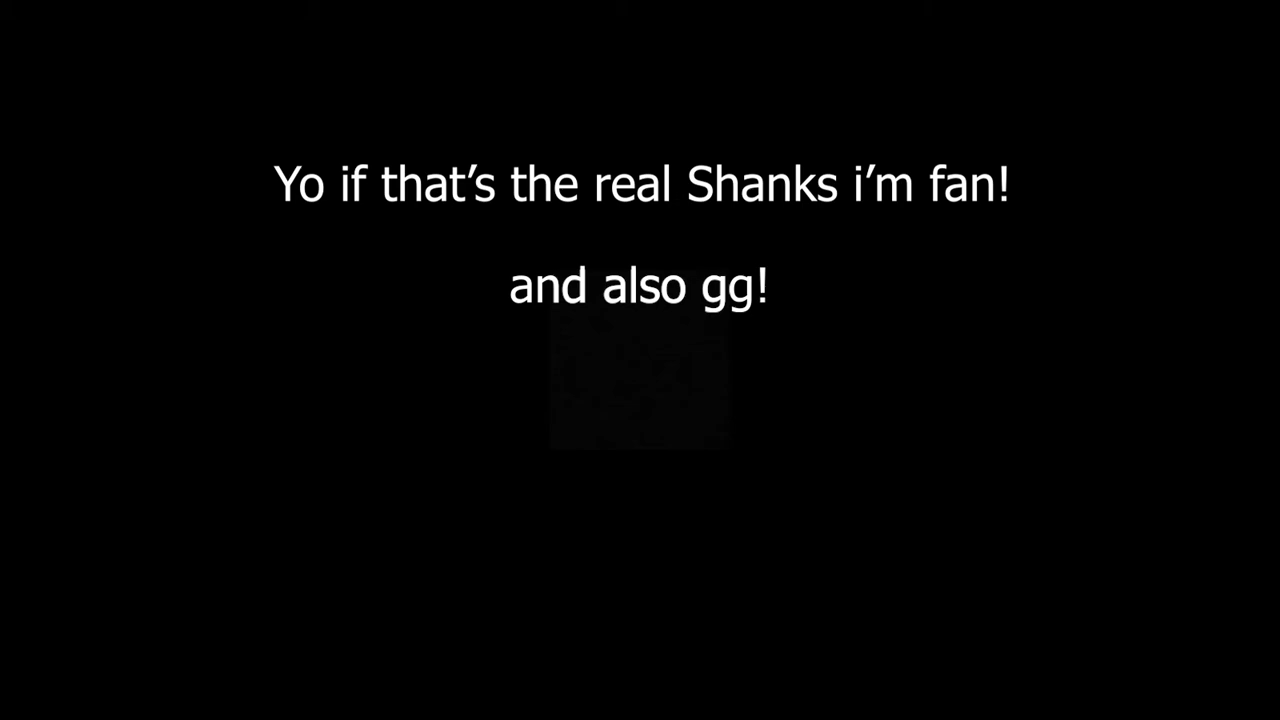 Yo if that’s the real Shanks i’m fan!
and also gg!